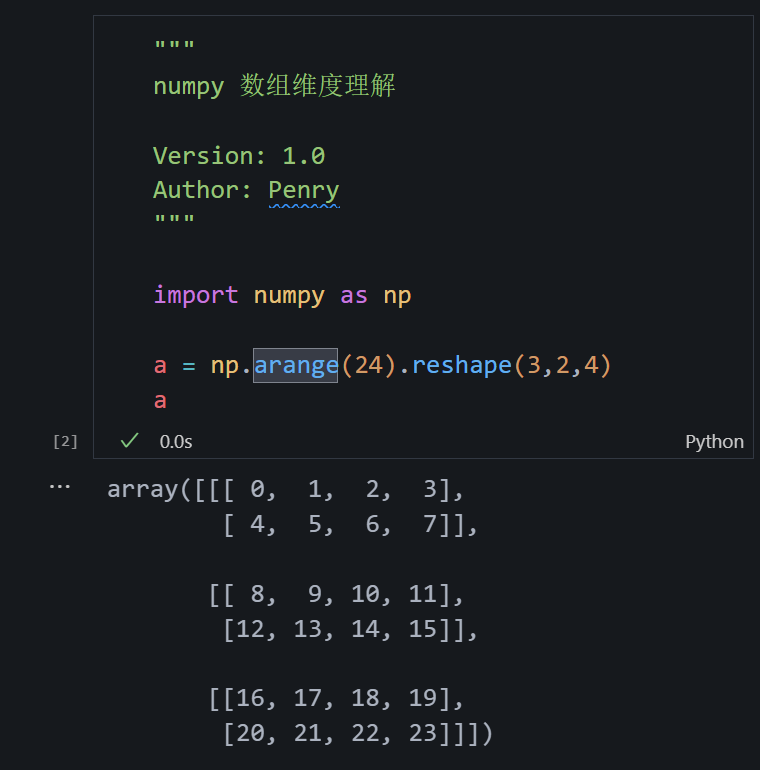 """
numpy 数组维度理解
Version: 1.0
Author: Penry
"""
import numpy as np
a = np.arange(24).reshape(3,2,4)
a
[2] 0.0s Python
... array([[[ 0,  1,  2,  3],
        [ 4,  5,  6,  7]],
       [[ 8,  9, 10, 11],
        [12, 13, 14, 15]],
       [[16, 17, 18, 19],
        [20, 21, 22, 23]]])